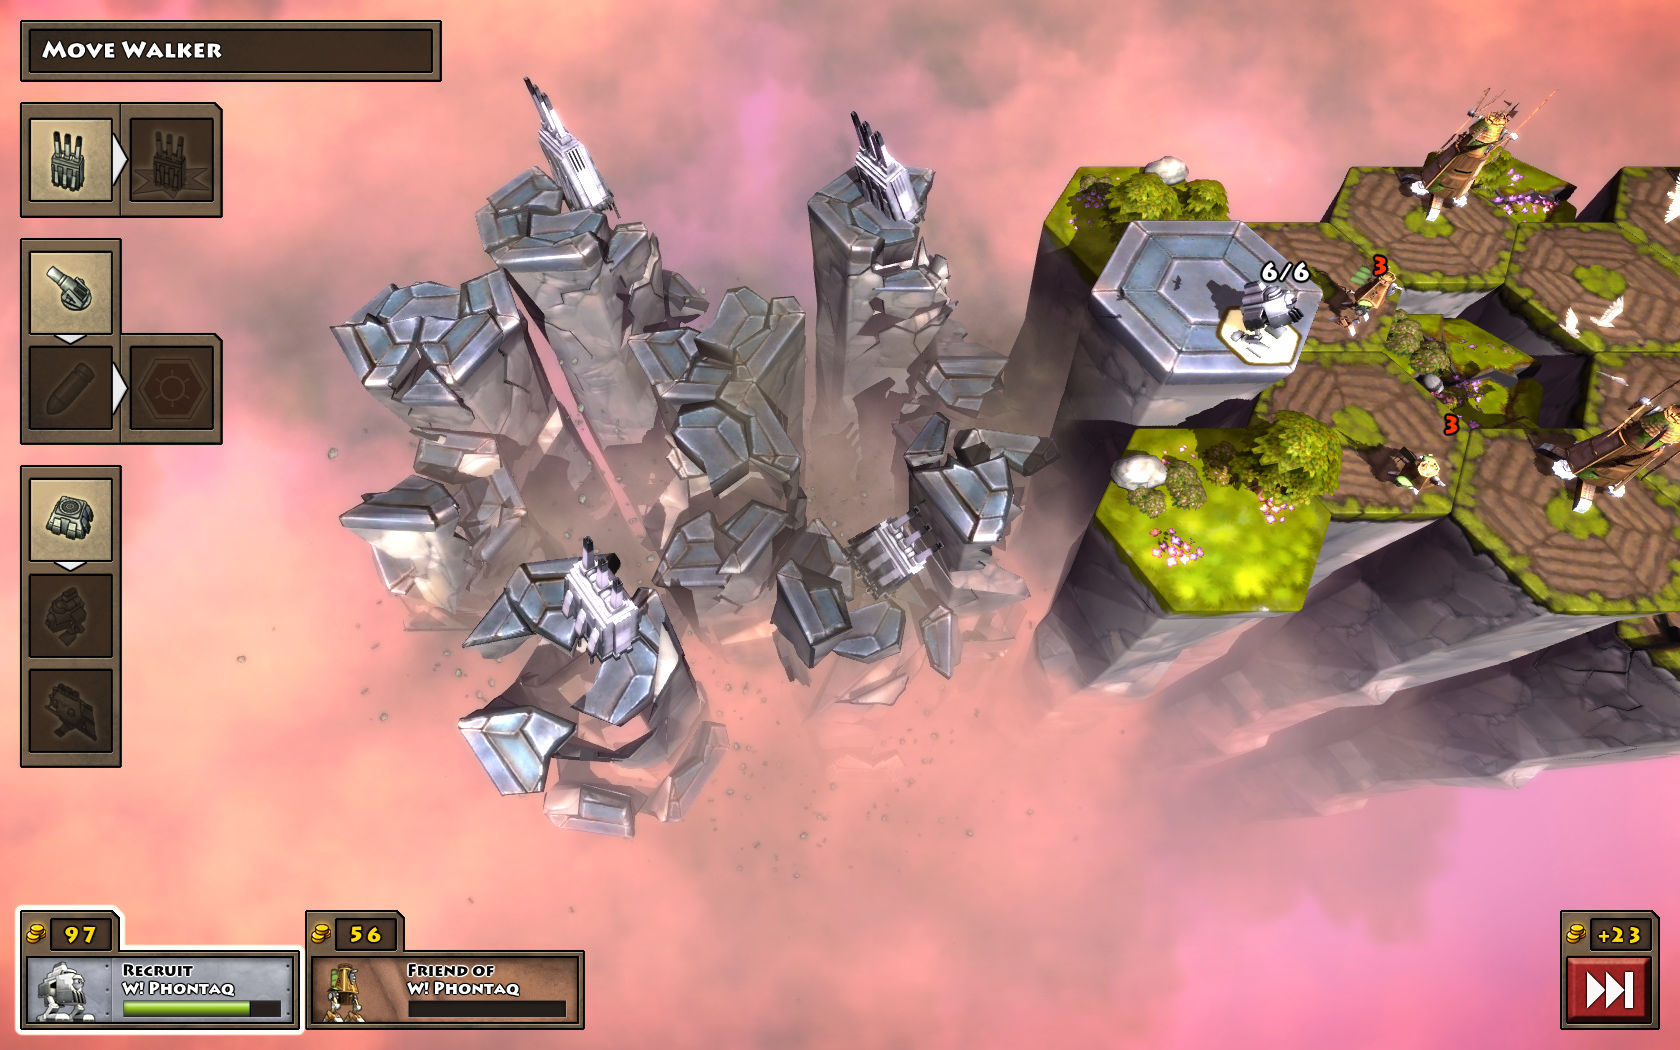 MOVE WALKER
6/6
3
3
97
RECRUIT
W! PHONTAQ
56
FRIEND OF
W! PHONTAQ
+23